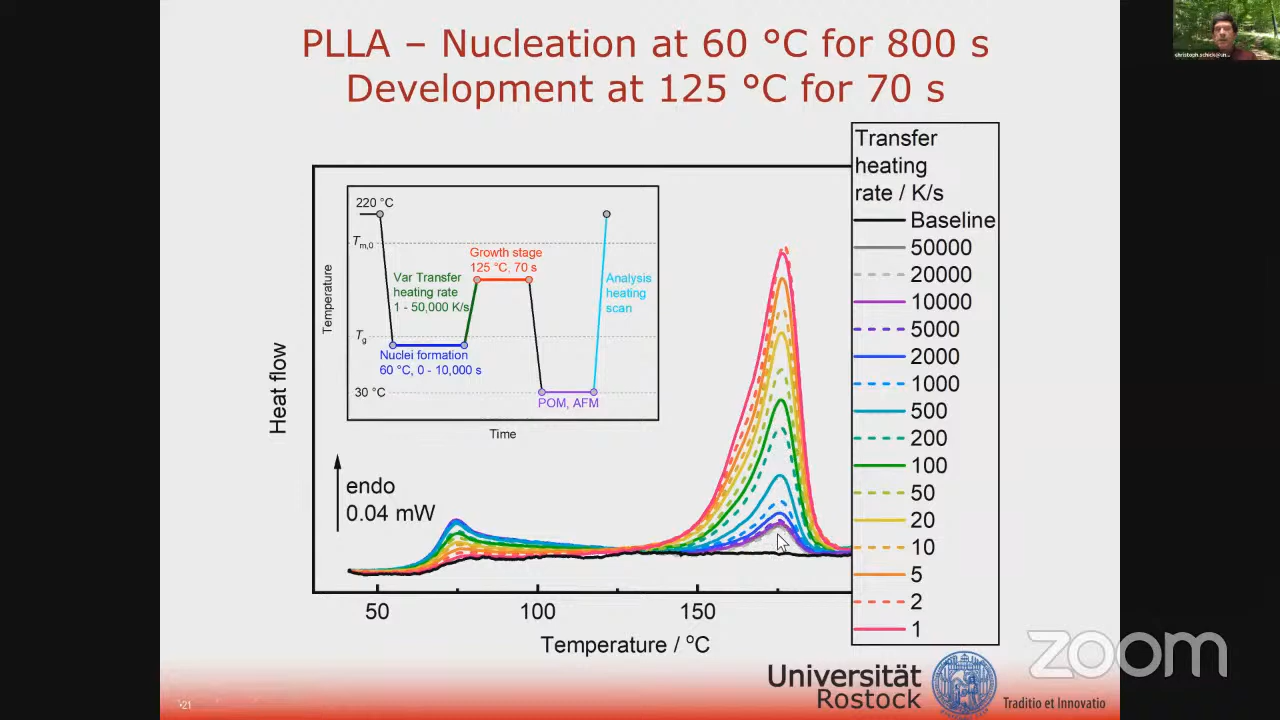 PLLA – Nucleation at 60 °C for 800 s
Development at 125 °C for 70 s
Transfer
heating
rate / K/s
Baseline
50000
20000
10000
5000
2000
1000
500
200
100
50
20
10
5
2
1
220 °C
Tm,0
Growth stage
125 °C, 70 s
Var Transfer
heating rate
1 - 50,000 K/s
Analysis
heating
scan
Tg
Nuclei formation
60 °C, 0 - 10,000 s
30 °C
POM, AFM
Temperature
Time
Heat flow
endo
0.04 mW
50
100
150
Temperature / °C
Universität
Rostock
Traditio et Innovatio
21
zoom